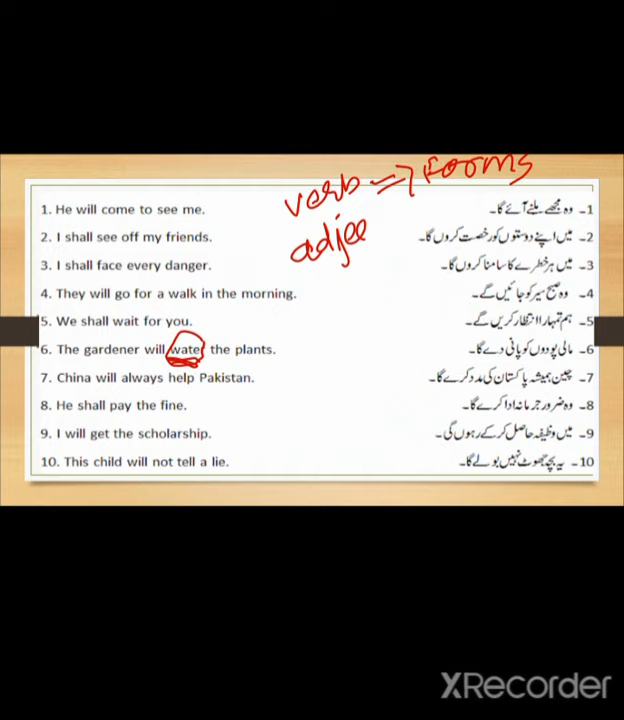 verb => Fooms
adjee
1. He will come to see me.
1۔ وہ مجھے ملنے آئے گا۔
2. I shall see off my friends.
2۔ میں اپنے دوستوں کو رخصت کروں گا۔
3. I shall face every danger.
3۔ میں ہر خطرے کا سامنا کروں گا۔
4. They will go for a walk in the morning.
4۔ وہ صبح سیر کو جائیں گے۔
5. We shall wait for you.
5۔ ہم تمہارا انتظار کریں گے۔
6. The gardener will water the plants.
6۔ مالی پودوں کو پانی دے گا۔
7. China will always help Pakistan.
7۔ چین ہمیشہ پاکستان کی مدد کرے گا۔
8. He shall pay the fine.
8۔ وہ ضرور جرمانہ ادا کرے گا۔
9. I will get the scholarship.
9۔ میں وظیفہ حاصل کر کے رہوں گی۔
10. This child will not tell a lie.
10۔ یہ بچہ جھوٹ نہیں بولے گا۔
XRecorder